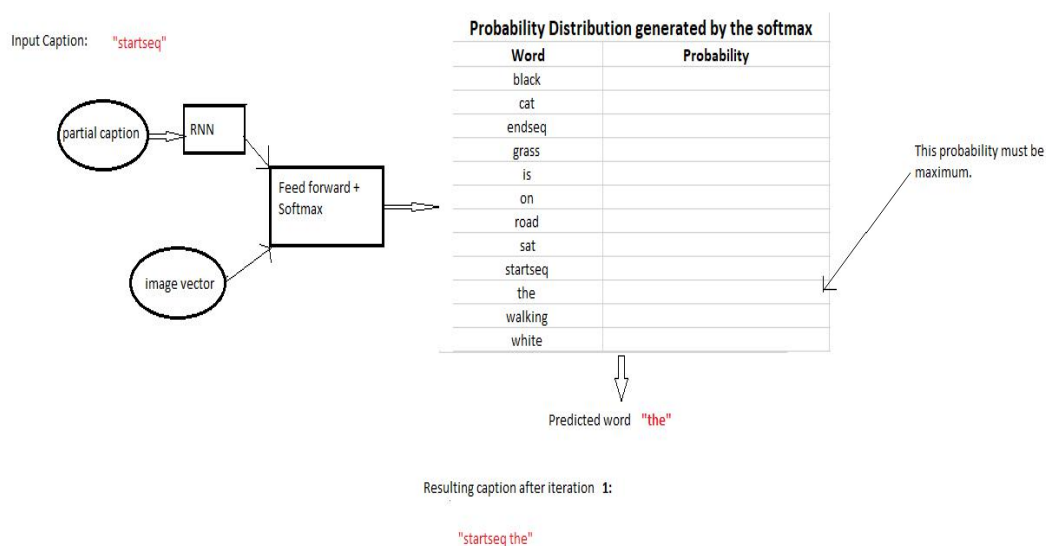 Input Caption: "startseq"
partial caption
RNN
Feed forward +
Softmax
image vector
Probability Distribution generated by the softmax
Word Probability
black
cat
endseq
grass
is
on
road
sat
startseq
the
walking
white
This probability must be
maximum.
Predicted word "the"
Resulting caption after iteration 1:
"startseq the"